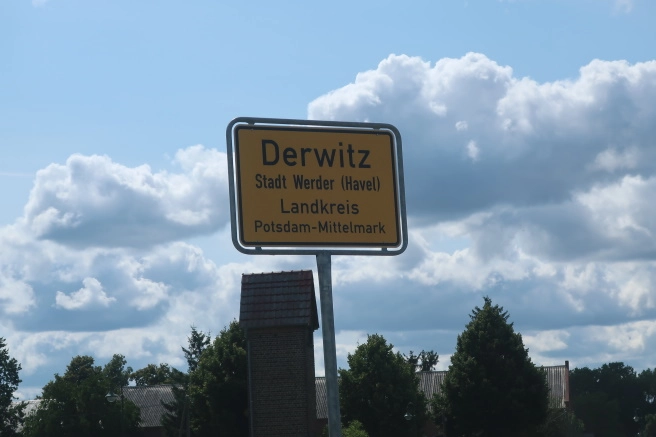 Derwitz
Stadt Werder (Havel)
Landkreis
Potsdam-Mittelmark